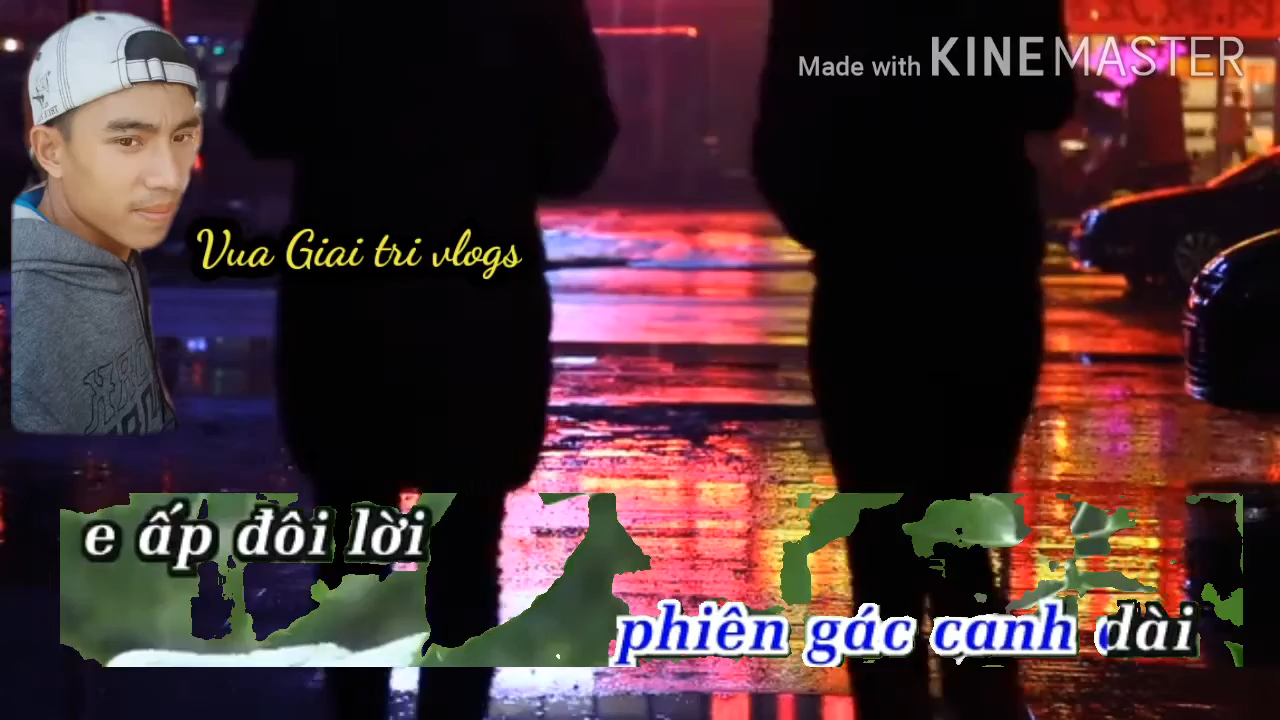 Made with KINEMASTER
Vua Giai tri vlogs
e ấp đôi lời
phiên gác canh dài